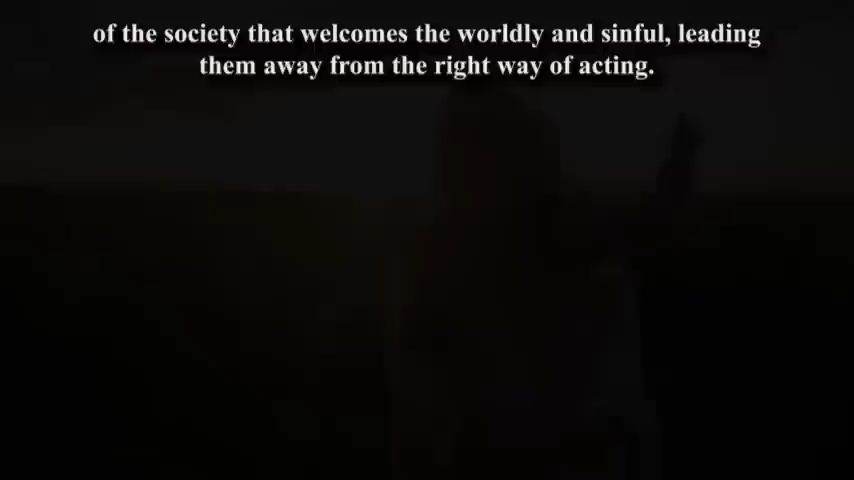 of the society that welcomes the worldly and sinful, leading
them away from the right way of acting.